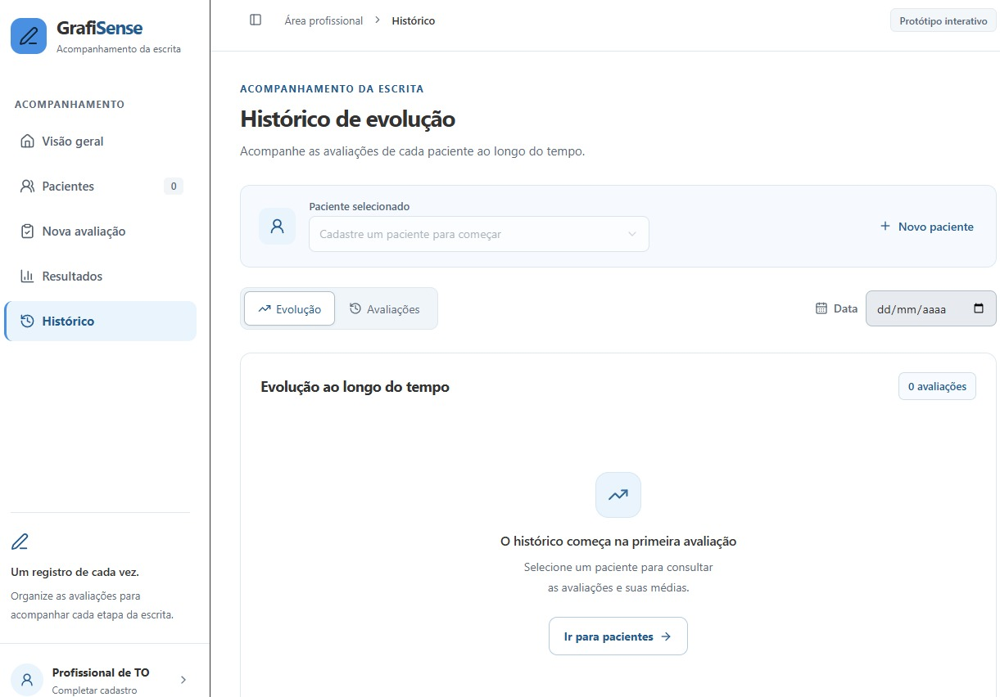 GrafiSense
Acompanhamento da escrita
ACOMPANHAMENTO
Visão geral
Pacientes
0
Nova avaliação
Resultados
Histórico
Um registro de cada vez.
Organize as avaliações para
acompanhar cada etapa da escrita.
Profissional de TO
Completar cadastro
Área profissional
Histórico
Protótipo interativo
ACOMPANHAMENTO DA ESCRITA
Histórico de evolução
Acompanhe as avaliações de cada paciente ao longo do tempo.
Paciente selecionado
Cadastre um paciente para começar
Novo paciente
Evolução
Avaliações
Data
dd/mm/aaaa
Evolução ao longo do tempo
0 avaliações
O histórico começa na primeira avaliação
Selecione um paciente para consultar
as avaliações e suas médias.
Ir para pacientes